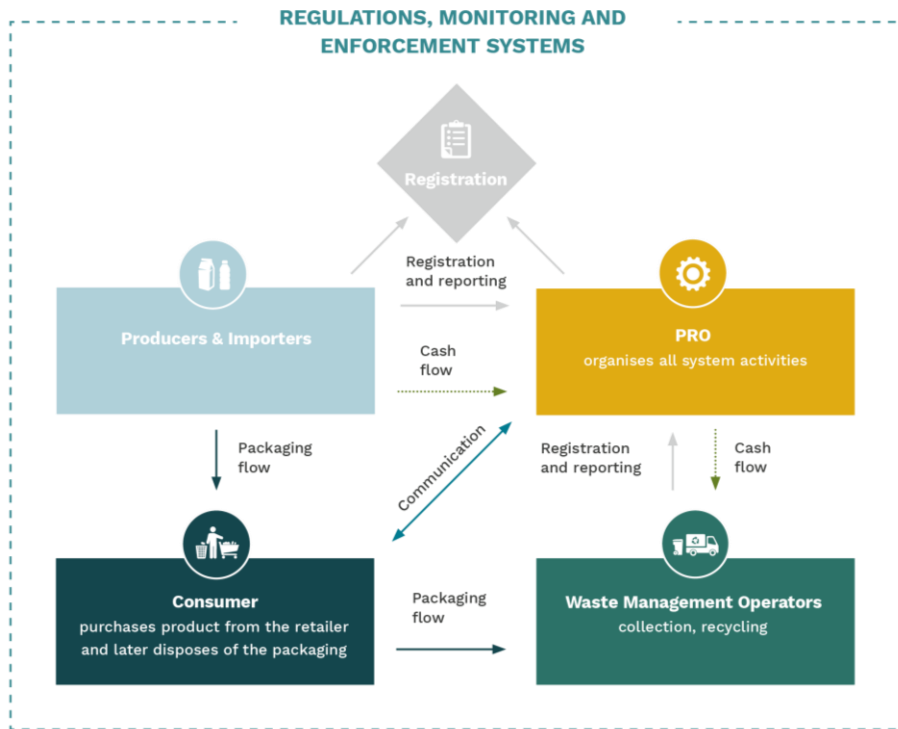 REGULATIONS, MONITORING AND
ENFORCEMENT SYSTEMS
Registration
Registration
and reporting
Producers & Importers
PRO
organises all system activities
Cash
flow
Packaging
flow
Communication
Registration
and reporting
Cash
flow
Consumer
purchases product from the retailer
and later disposes of the packaging
Packaging
flow
Waste Management Operators
collection, recycling